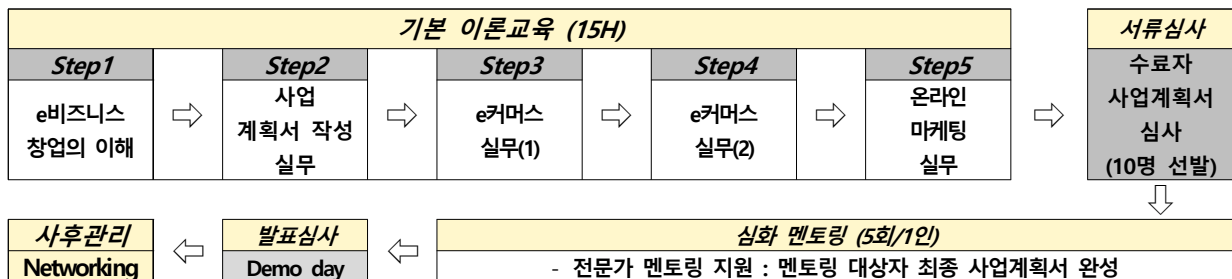 기본 이론교육 (15H)
Step1
e비즈니스
창업의 이해
Step2
사업
계획서 작성
실무
Step3
e커머스
실무(1)
Step4
e커머스
실무(2)
Step5
온라인
마케팅
실무
서류심사
수료자
사업계획서
심사
(10명 선발)
심화 멘토링 (5회/1인)
- 전문가 멘토링 지원 : 멘토링 대상자 최종 사업계획서 완성
발표심사
Demo day
사후관리
Networking